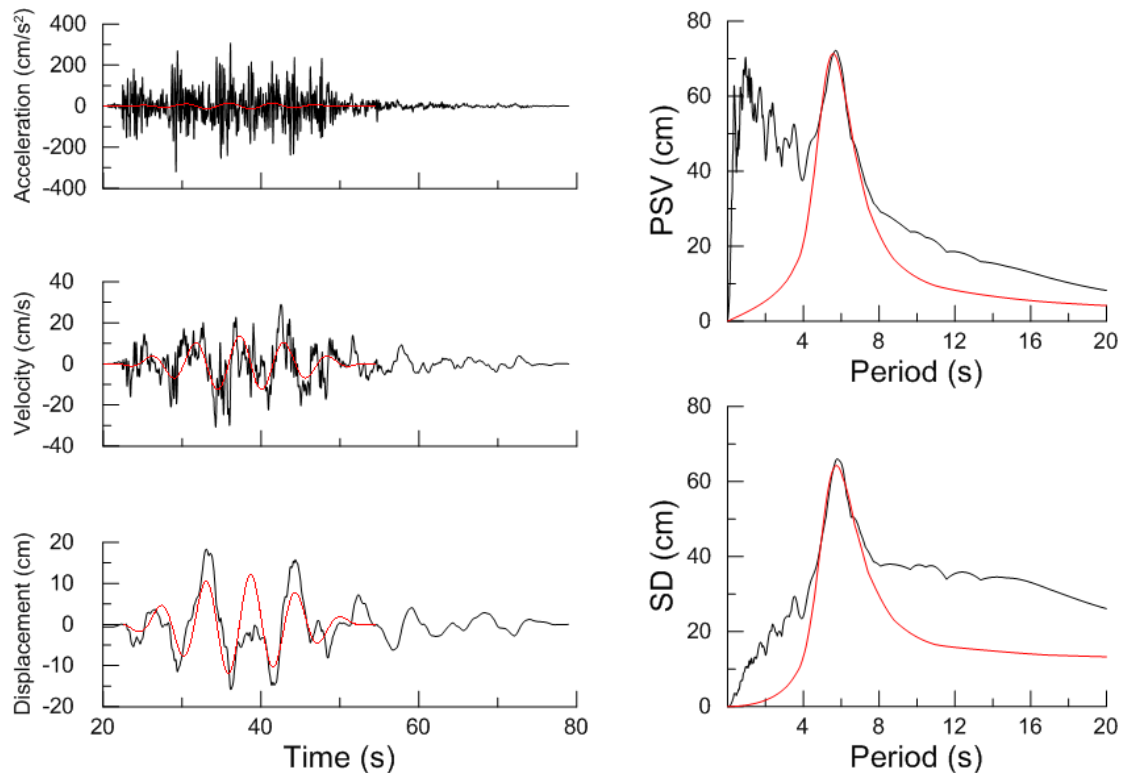 Acceleration (cm/s²)
400
200
0
-200
-400
Velocity (cm/s)
40
20
0
-20
-40
Displacement (cm)
20
10
0
-10
-20
20 40 60 80
Time (s)
PSV (cm)
80
60
40
20
0
4 8 12 16 20
Period (s)
SD (cm)
80
60
40
20
0
4 8 12 16 20
Period (s)